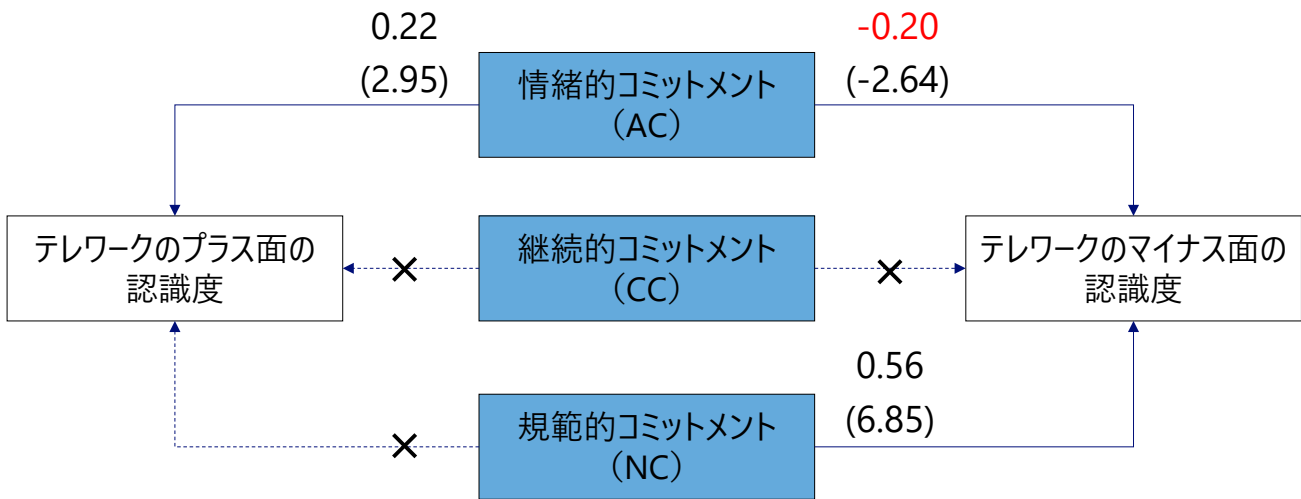 0.22
(2.95)
情緒的コミットメント
（AC）
-0.20
(-2.64)
テレワークのプラス面の
認識度
継続的コミットメント
（CC）
テレワークのマイナス面の
認識度
規範的コミットメント
（NC）
0.56
(6.85)